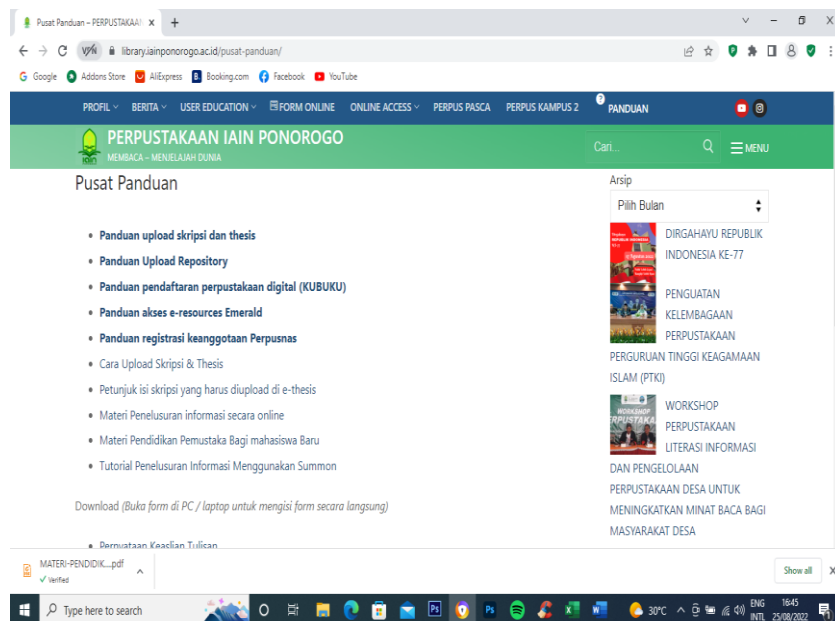 Pusat Panduan – PERPUSTAKAAN
VPN
library.iainponorogo.ac.id/pusat-panduan/
Google
Addons Store
AliExpress
Booking.com
Facebook
YouTube
PROFIL
BERITA
USER EDUCATION
FORM ONLINE
ONLINE ACCESS
PERPUS PASCA
PERPUS KAMPUS 2
PANDUAN
PERPUSTAKAAN IAIN PONOROGO
MEMBACA – MENJELAJAH DUNIA
Cari...
MENU
Pusat Panduan
Panduan upload skripsi dan thesis
Panduan Upload Repository
Panduan pendaftaran perpustakaan digital (KUBUKU)
Panduan akses e-resources Emerald
Panduan registrasi keanggotaan Perpusnas
Cara Upload Skripsi & Thesis
Petunjuk isi skripsi yang harus diupload di e-thesis
Materi Penelusuran informasi secara online
Materi Pendidikan Pemustaka Bagi mahasiswa Baru
Tutorial Penelusuran Informasi Menggunakan Summon
Download (Buka form di PC / laptop untuk mengisi form secara langsung)
Pernyataan Keaslian Tulisan
Arsip
Pilih Bulan
DIRGAHAYU REPUBLIK
INDONESIA KE-77
PENGUATAN
KELEMBAGAAN
PERPUSTAKAAN
PERGURUAN TINGGI KEAGAMAAN
ISLAM (PTKI)
WORKSHOP
PERPUSTAKAAN
LITERASI INFORMASI
DAN PENGELOLAAN
PERPUSTAKAAN DESA UNTUK
MENINGKATKAN MINAT BACA BAGI
MASYARAKAT DESA
MATERI-PENDIDIK....pdf
Verified
Show all
Type here to search
30°C
ENG
INTL
16:45
25/08/2022